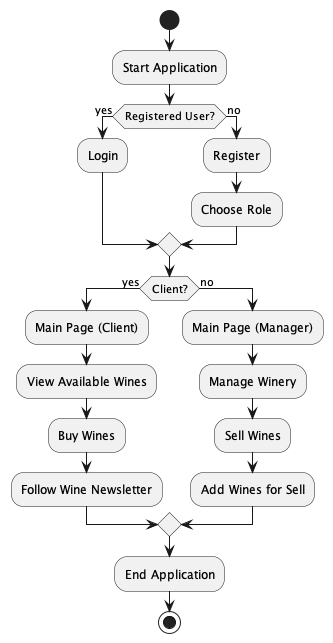 Start Application
yes
Registered User?
no
Login
Register
Choose Role
yes
Client?
no
Main Page (Client)
Main Page (Manager)
View Available Wines
Manage Winery
Buy Wines
Sell Wines
Follow Wine Newsletter
Add Wines for Sell
End Application